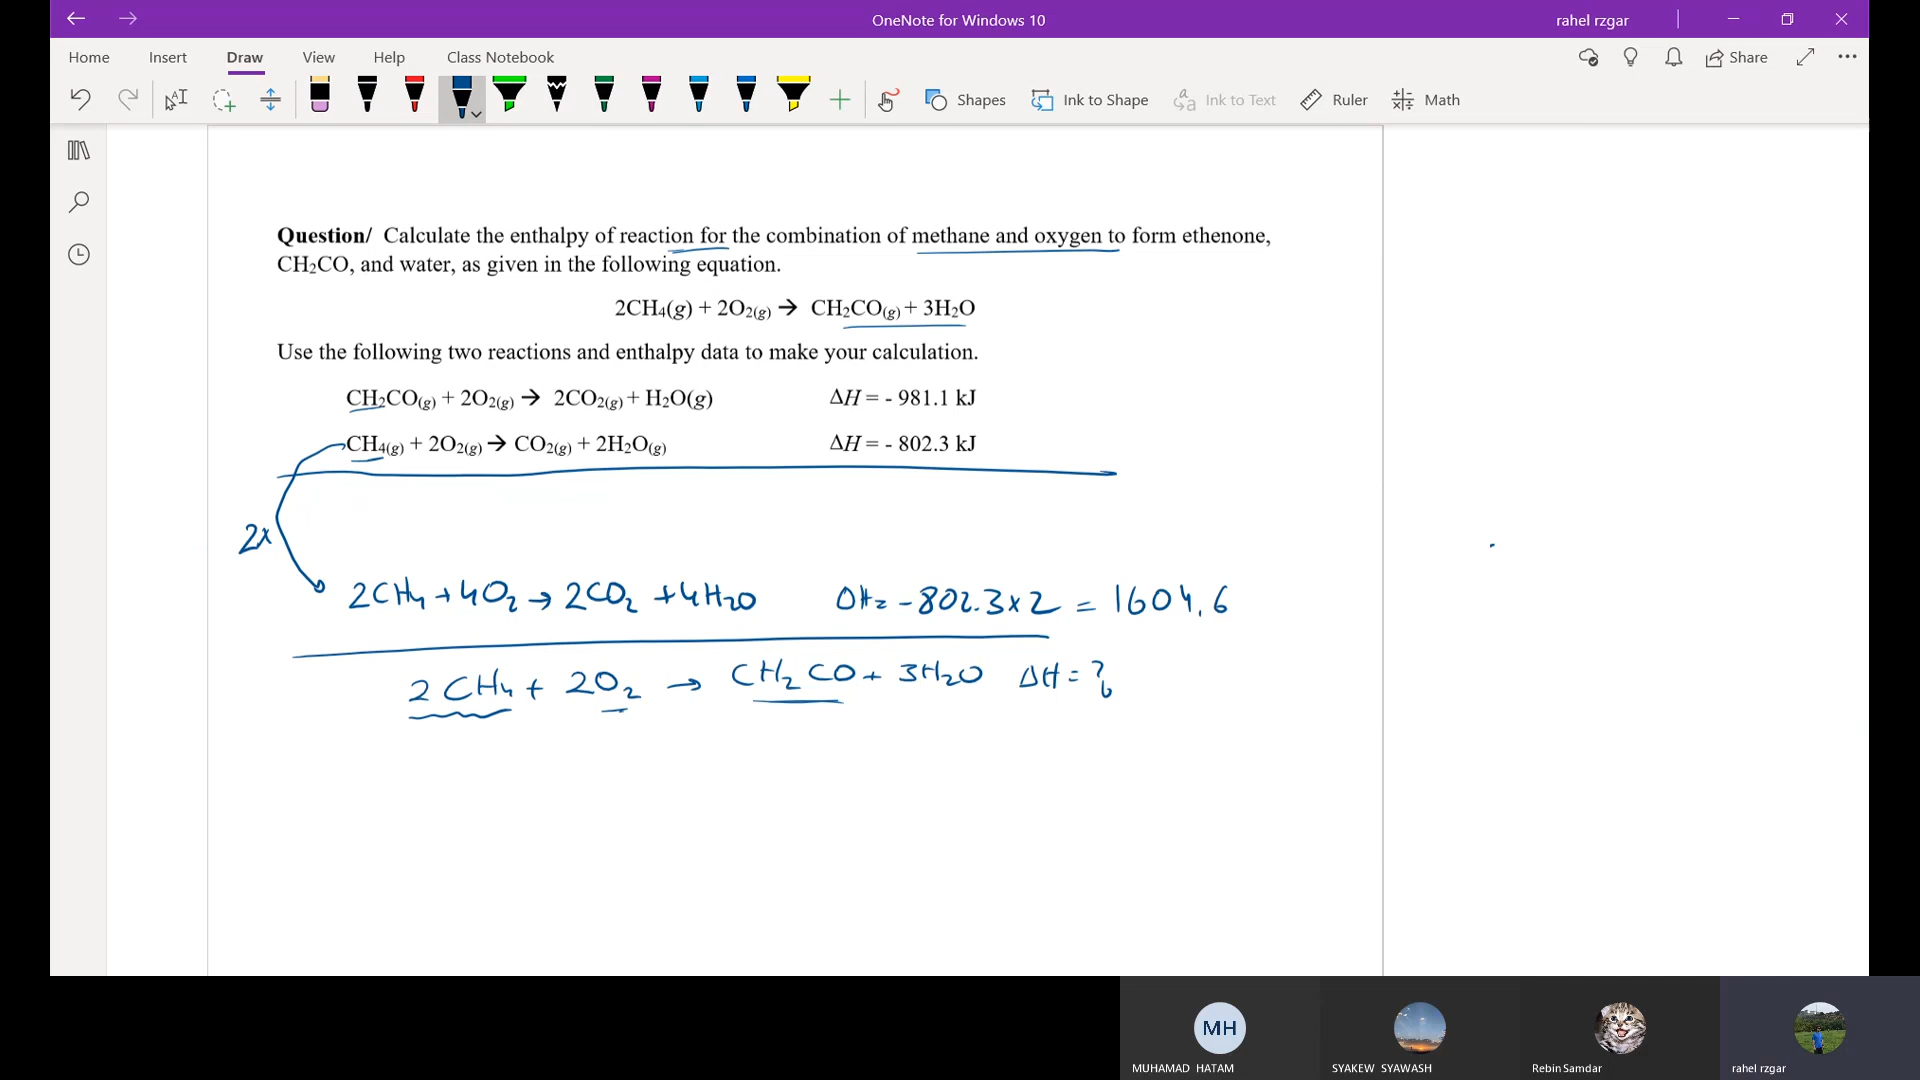 OneNote for Windows 10
rahel rzgar
Home Insert Draw View Help Class Notebook
Share
Shapes Ink to Shape Ink to Text Ruler Math
Question/ Calculate the enthalpy of reaction for the combination of methane and oxygen to form ethenone,
CH₂CO, and water, as given in the following equation.
2CH₄(g) + 2O₂(g) → CH₂CO(g) + 3H₂O
Use the following two reactions and enthalpy data to make your calculation.
CH₂CO(g) + 2O₂(g) → 2CO₂(g) + H₂O(g) ΔH = - 981.1 kJ
CH₄(g) + 2O₂(g) → CO₂(g) + 2H₂O(g) ΔH = - 802.3 kJ
2x
2CH₄ + 4O₂ → 2CO₂ + 4H₂O ΔH = -802.3 x 2 = 1604.6
2CH₄ + 2O₂ → CH₂CO + 3H₂O ΔH = ?
MH
MUHAMAD HATAM SYAKEW SYAWASH Rebin Samdar rahel rzgar